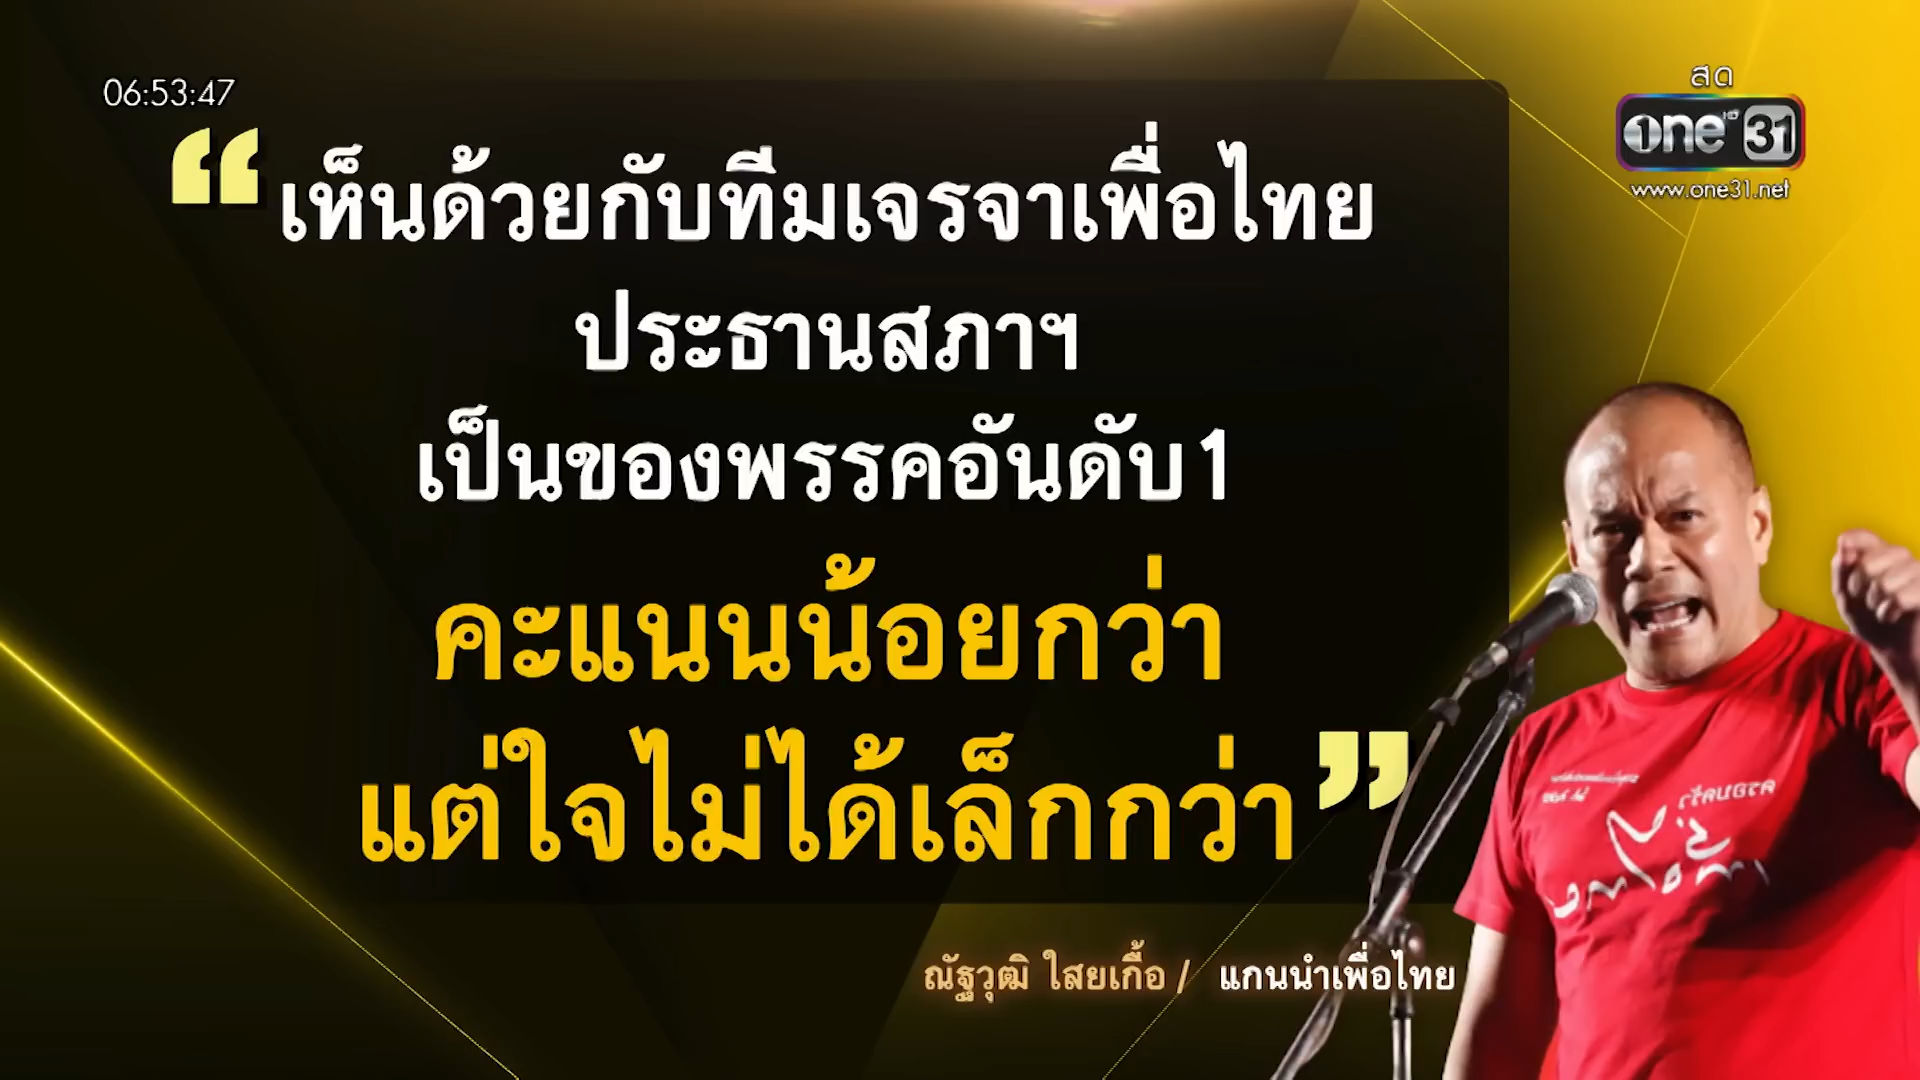 06:53:47
สด
one HD 31
www.one31.net
“เห็นด้วยกับทีมเจรจาเพื่อไทย
ประธานสภาฯ
เป็นของพรรคอันดับ1
คะแนนน้อยกว่า
แต่ใจไม่ได้เล็กกว่า”
ณัฐวุฒิ ใสยเกื้อ / แกนนำเพื่อไทย